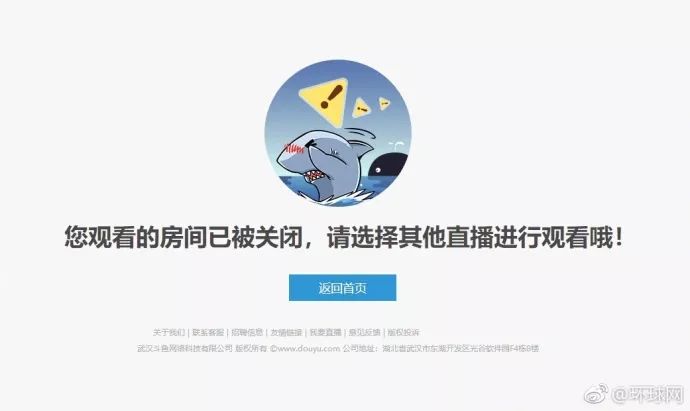 您观看的房间已被关闭，请选择其他直播进行观看哦！
返回首页
关于我们 | 联系客服 | 招聘信息 | 友情链接 | 我要直播 | 意见反馈 | 版权投诉
武汉斗鱼网络科技有限公司 版权所有 ©www.douyu.com 公司地址：湖北省武汉市东湖开发区光谷软件园F4栋8楼
@环球网